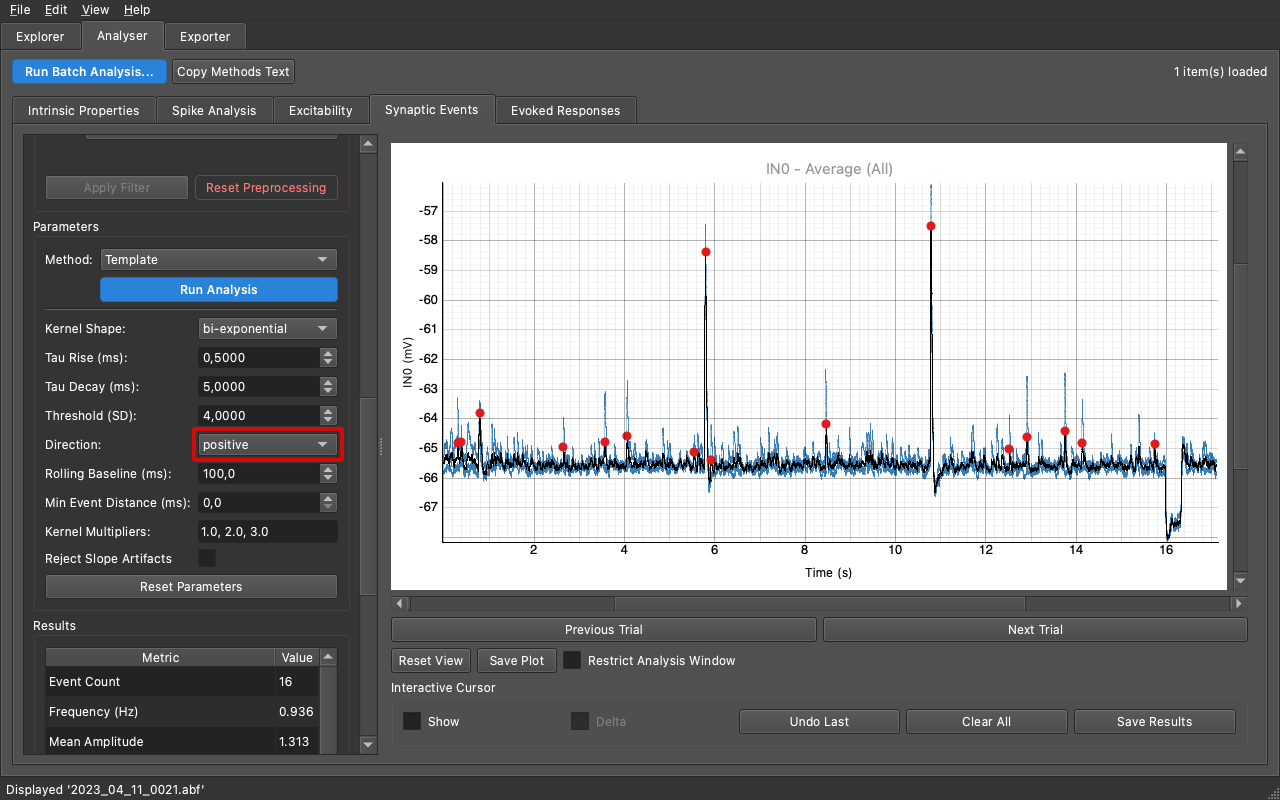 File Edit View Help
Explorer Analyser Exporter
Run Batch Analysis... Copy Methods Text 1 item(s) loaded
Intrinsic Properties Spike Analysis Excitability Synaptic Events Evoked Responses
Apply Filter Reset Preprocessing
Parameters
Method: Template
Run Analysis
Kernel Shape: bi-exponential
Tau Rise (ms): 0,5000
Tau Decay (ms): 5,0000
Threshold (SD): 4,0000
Direction: positive
Rolling Baseline (ms): 100,0
Min Event Distance (ms): 0,0
Kernel Multipliers: 1.0, 2.0, 3.0
Reject Slope Artifacts
Reset Parameters
Results
Metric Value
Event Count 16
Frequency (Hz) 0.936
Mean Amplitude 1.313
IN0 - Average (All)
IN0 (mV)
-57
-58
-59
-60
-61
-62
-63
-64
-65
-66
-67
2 4 6 8 10 12 14 16
Time (s)
Previous Trial Next Trial
Reset View Save Plot Restrict Analysis Window
Interactive Cursor
Show Delta Undo Last Clear All Save Results
Displayed '2023_04_11_0021.abf'